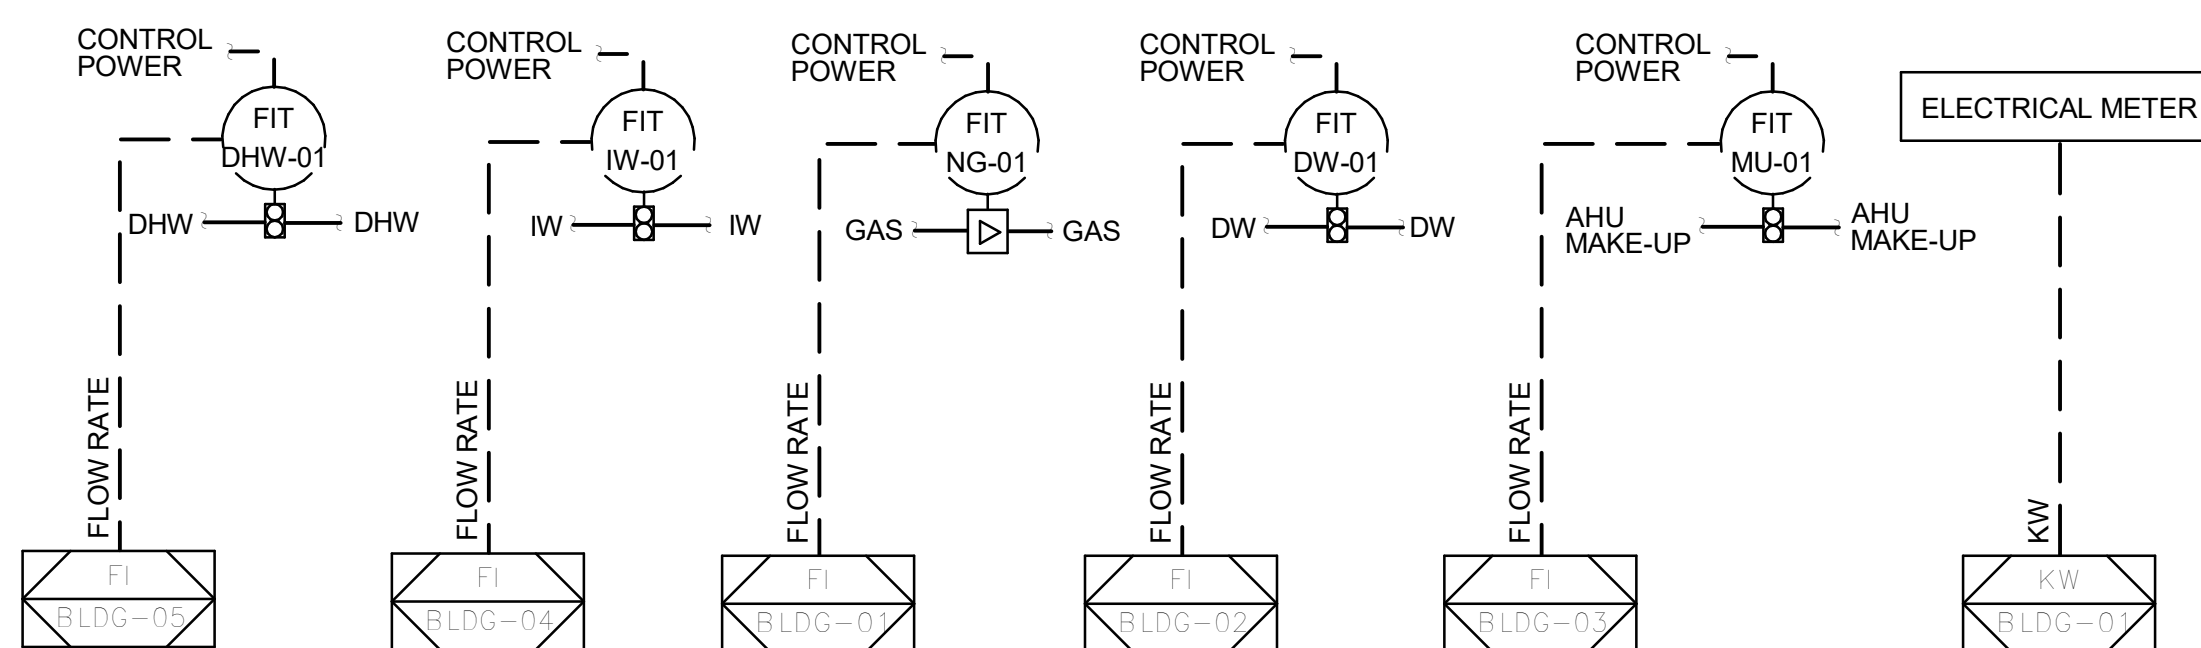 CONTROL
POWER
FIT
DHW-01
DHW
DHW
FLOW RATE
FI
BLDG-05
CONTROL
POWER
FIT
IW-01
IW
IW
FLOW RATE
FI
BLDG-04
CONTROL
POWER
FIT
NG-01
GAS
GAS
FLOW RATE
FI
BLDG-01
CONTROL
POWER
FIT
DW-01
DW
DW
FLOW RATE
FI
BLDG-02
CONTROL
POWER
FIT
MU-01
AHU
MAKE-UP
AHU
MAKE-UP
FLOW RATE
FI
BLDG-03
ELECTRICAL METER
KW
KW
BLDG-01